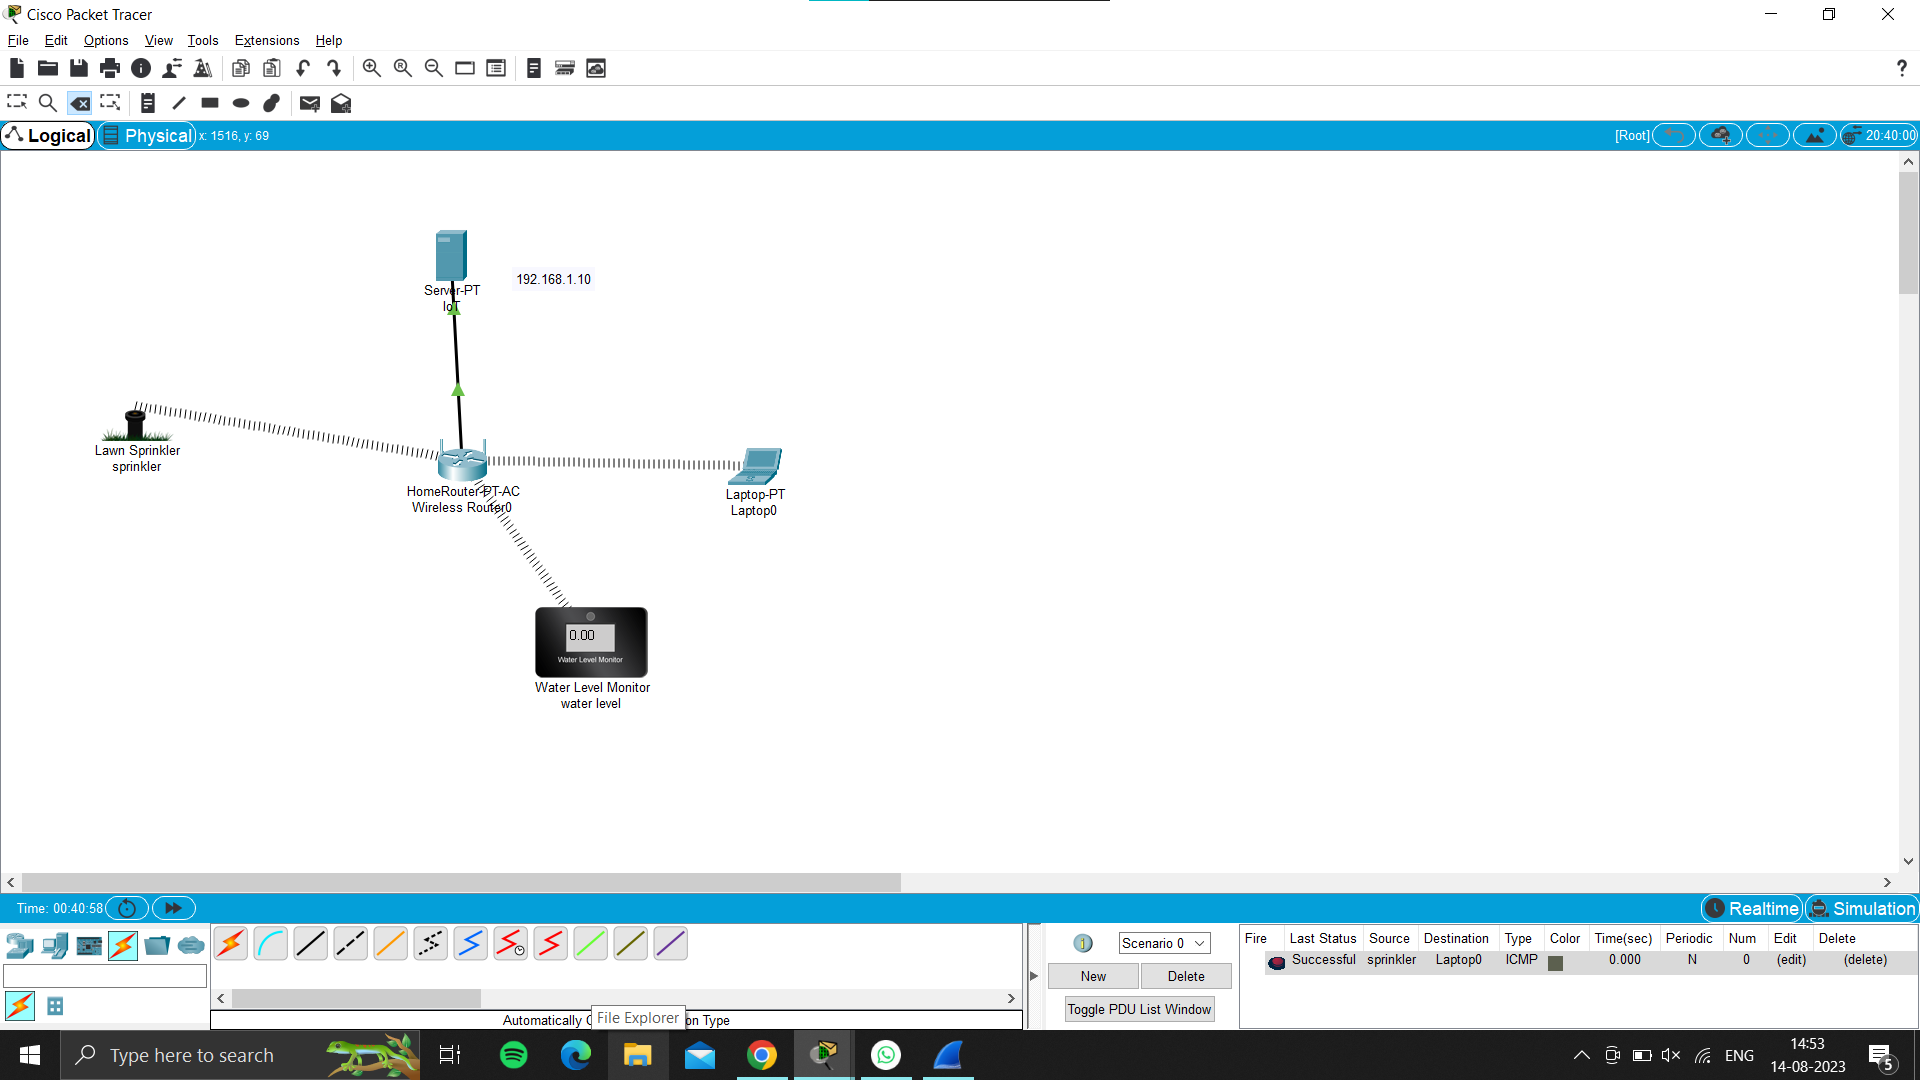 Cisco Packet Tracer
File Edit Options View Tools Extensions Help
?
Logical Physical x: 1516, y: 69 [Root] 20:40:00
192.168.1.10
Server-PT
IoT
Lawn Sprinkler
sprinkler
HomeRouter-PT-AC
Wireless Router0
Laptop-PT
Laptop0
0.00
Water Level Monitor
Water Level Monitor
water level
Time: 00:40:58 Realtime Simulation
Scenario 0
New Delete
Toggle PDU List Window
Fire Last Status Source Destination Type Color Time(sec) Periodic Num Edit Delete
Successful sprinkler Laptop0 ICMP 0.000 N 0 (edit) (delete)
Automatically C on Type
File Explorer
Type here to search
ENG
14:53
14-08-2023
5